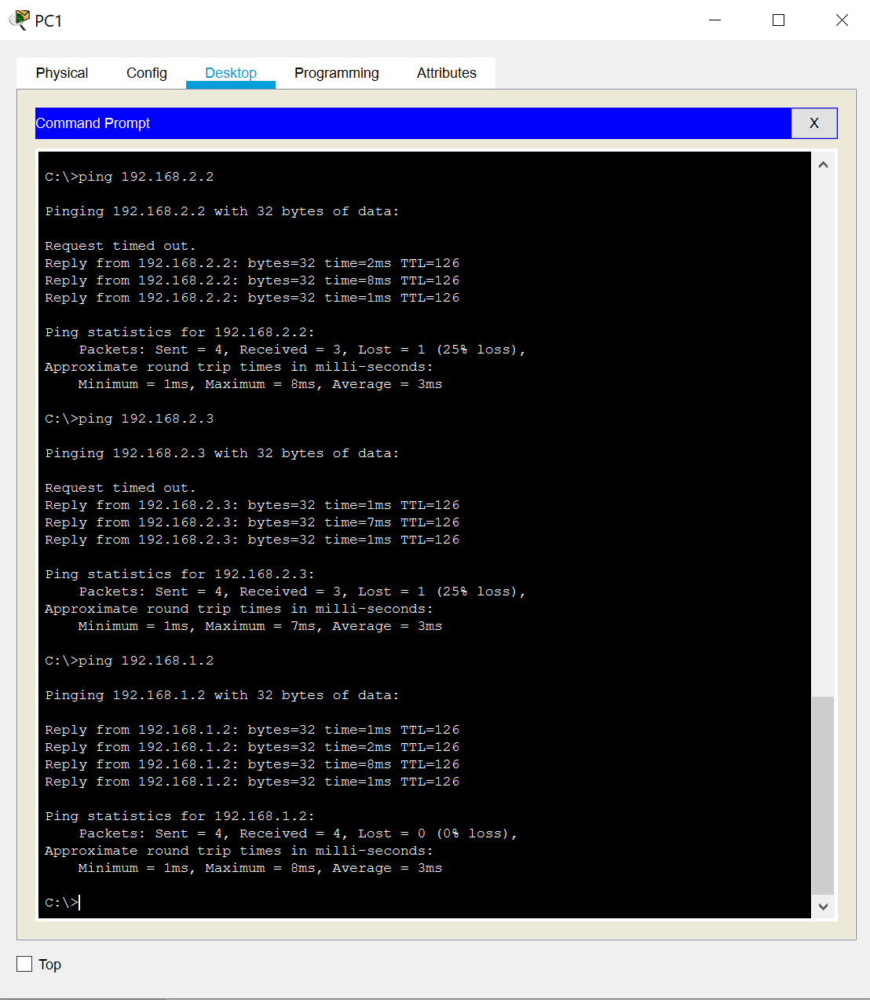 PC1
Physical Config Desktop Programming Attributes
Command Prompt X
C:\>ping 192.168.2.2
Pinging 192.168.2.2 with 32 bytes of data:
Request timed out.
Reply from 192.168.2.2: bytes=32 time=2ms TTL=126
Reply from 192.168.2.2: bytes=32 time=8ms TTL=126
Reply from 192.168.2.2: bytes=32 time=1ms TTL=126
Ping statistics for 192.168.2.2:
Packets: Sent = 4, Received = 3, Lost = 1 (25% loss),
Approximate round trip times in milli-seconds:
Minimum = 1ms, Maximum = 8ms, Average = 3ms
C:\>ping 192.168.2.3
Pinging 192.168.2.3 with 32 bytes of data:
Request timed out.
Reply from 192.168.2.3: bytes=32 time=1ms TTL=126
Reply from 192.168.2.3: bytes=32 time=7ms TTL=126
Reply from 192.168.2.3: bytes=32 time=1ms TTL=126
Ping statistics for 192.168.2.3:
Packets: Sent = 4, Received = 3, Lost = 1 (25% loss),
Approximate round trip times in milli-seconds:
Minimum = 1ms, Maximum = 7ms, Average = 3ms
C:\>ping 192.168.1.2
Pinging 192.168.1.2 with 32 bytes of data:
Reply from 192.168.1.2: bytes=32 time=1ms TTL=126
Reply from 192.168.1.2: bytes=32 time=2ms TTL=126
Reply from 192.168.1.2: bytes=32 time=8ms TTL=126
Reply from 192.168.1.2: bytes=32 time=1ms TTL=126
Ping statistics for 192.168.1.2:
Packets: Sent = 4, Received = 4, Lost = 0 (0% loss),
Approximate round trip times in milli-seconds:
Minimum = 1ms, Maximum = 8ms, Average = 3ms
C:\>
Top